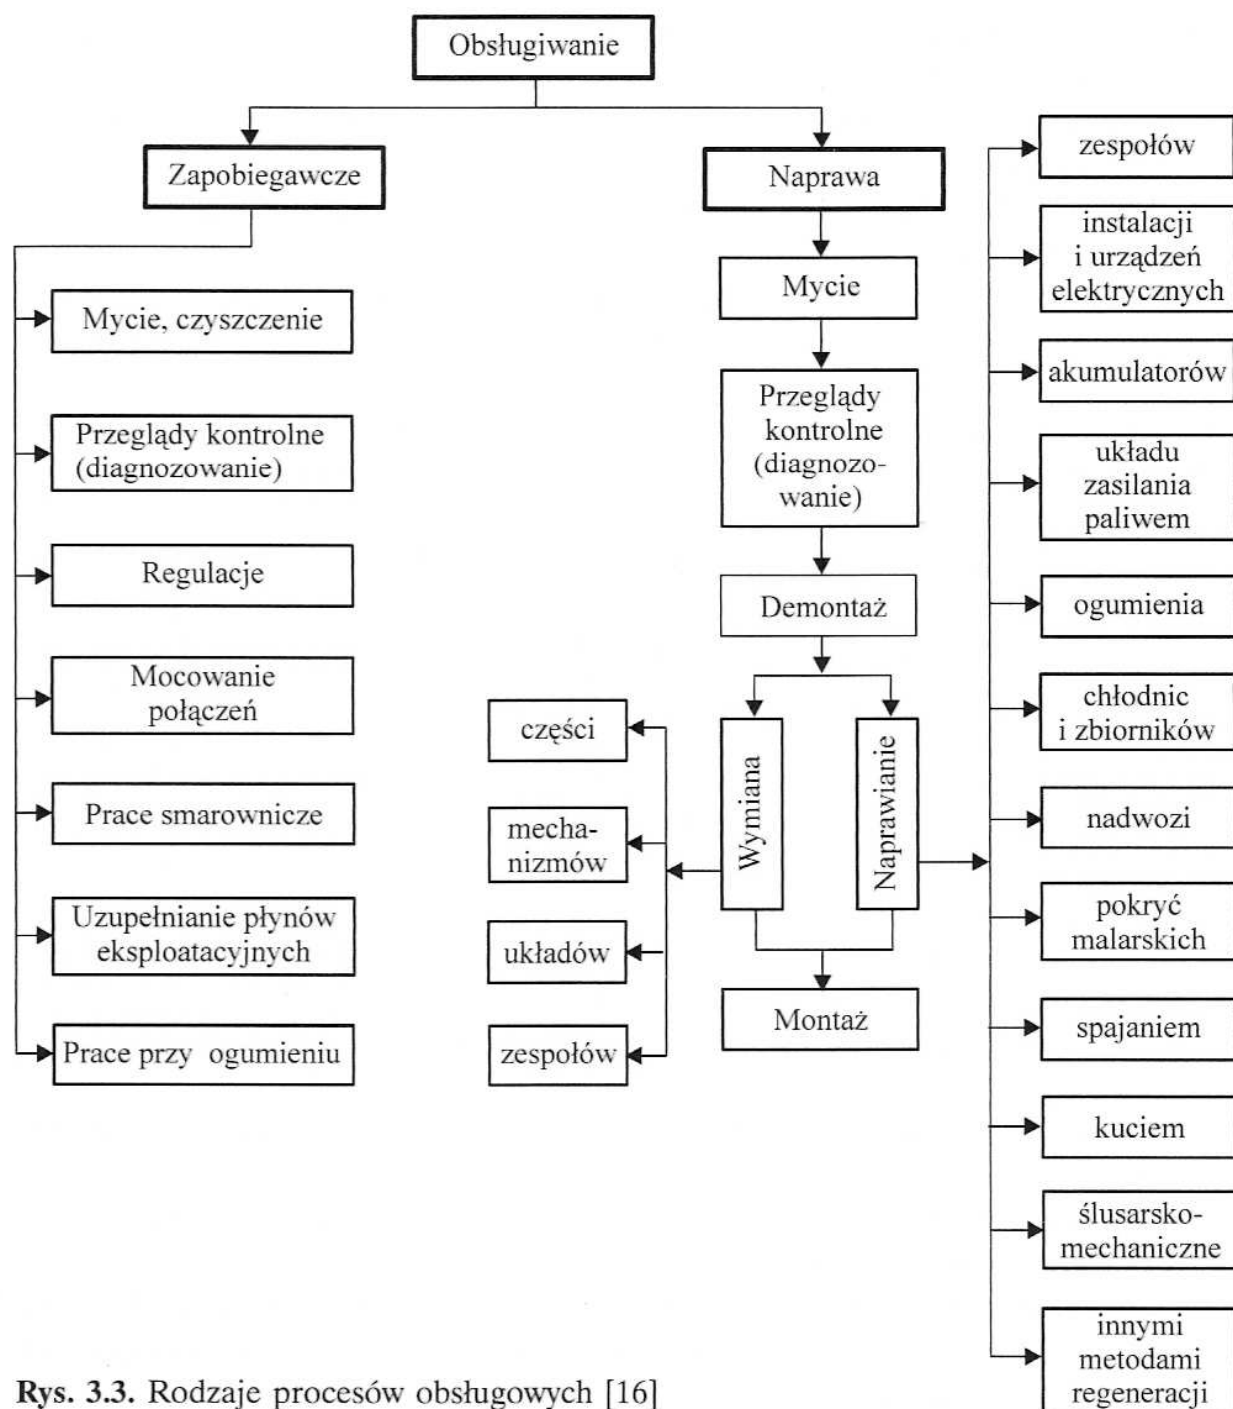 Obsługiwanie
Zapobiegawcze
Mycie, czyszczenie
Przeglądy kontrolne
(diagnozowanie)
Regulacje
Mocowanie
połączeń
Prace smarownicze
Uzupełnianie płynów
eksploatacyjnych
Prace przy ogumieniu
Naprawa
Mycie
Przeglądy
kontrolne
(diagnozo-
wanie)
Demontaż
Wymiana
Naprawianie
Montaż
części
mecha-
nizmów
układów
zespołów
zespołów
instalacji
i urządzeń
elektrycznych
akumulatorów
układu
zasilania
paliwem
ogumienia
chłodnic
i zbiorników
nadwozi
pokryć
malarskich
spajaniem
kuciem
ślusarsko-
mechaniczne
innymi
metodami
regeneracji
Rys. 3.3. Rodzaje procesów obsługowych [16]